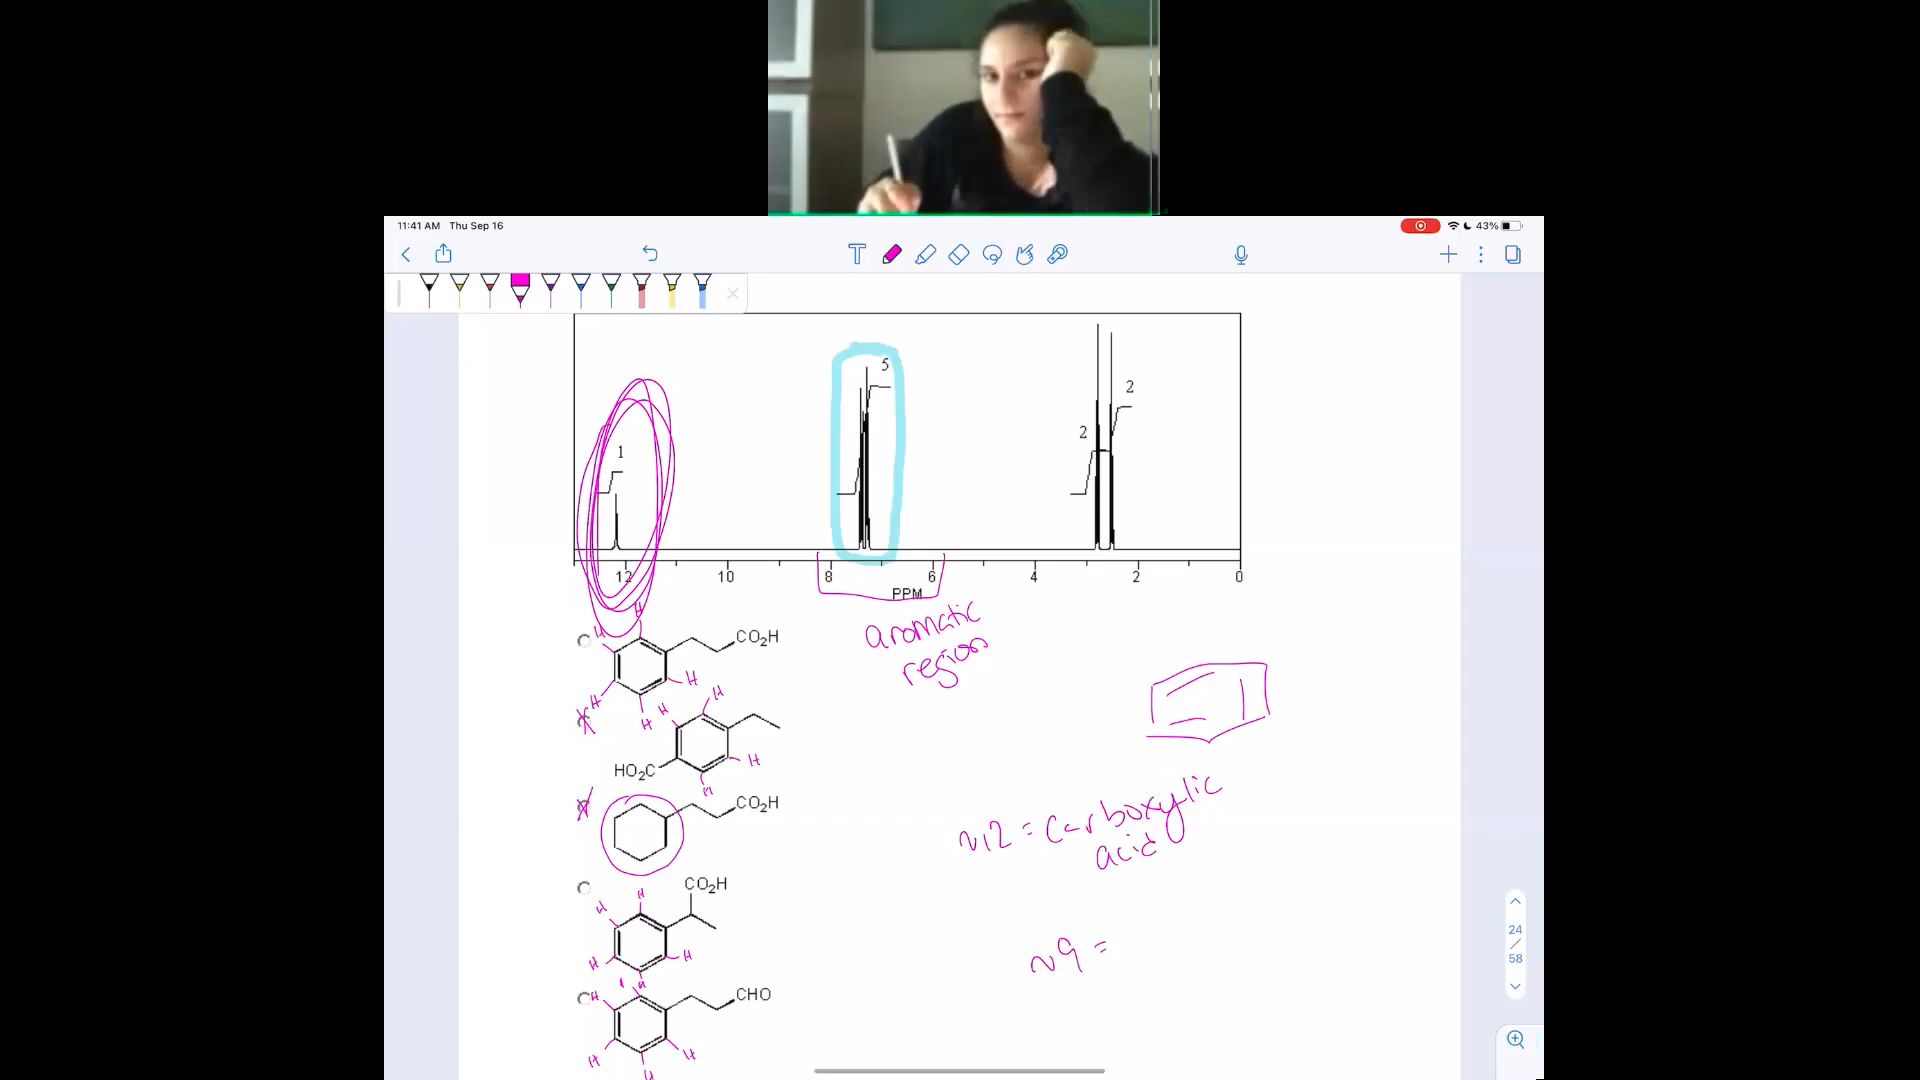 11:41 AM Thu Sep 16
43%
T
5
2
2
1
12 10 8 6 4 2 0
PPM
aromatic
region
H
H
CO₂H
H
H
H
H
H
H
HO₂C
H
CO₂H
~12 = carboxylic
acid
CO₂H
H
H
H
H
24
/
58
~9 =
H
CHO
H
H
H